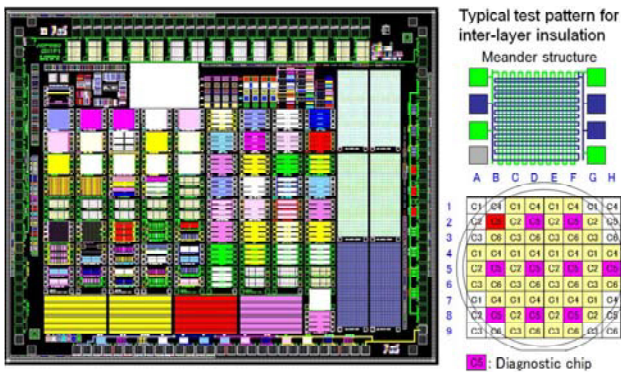 Typical test pattern for
inter-layer insulation
Meander structure
A B C D E F G H
1 C1 C4 C1 C4 C1 C4 C1 C4
2 C2 C5 C2 C5 C2 C5 C2 C5
3 C3 C6 C3 C6 C3 C6 C3 C6
4 C1 C4 C1 C4 C1 C4 C1 C4
5 C2 C5 C2 C5 C2 C5 C2 C5
6 C3 C6 C3 C6 C3 C6 C3 C6
7 C1 C4 C1 C4 C1 C4 C1 C4
8 C2 C5 C2 C5 C2 C5 C2 C5
9 C3 C6 C3 C6 C3 C6 C3 C6
C5 : Diagnostic chip